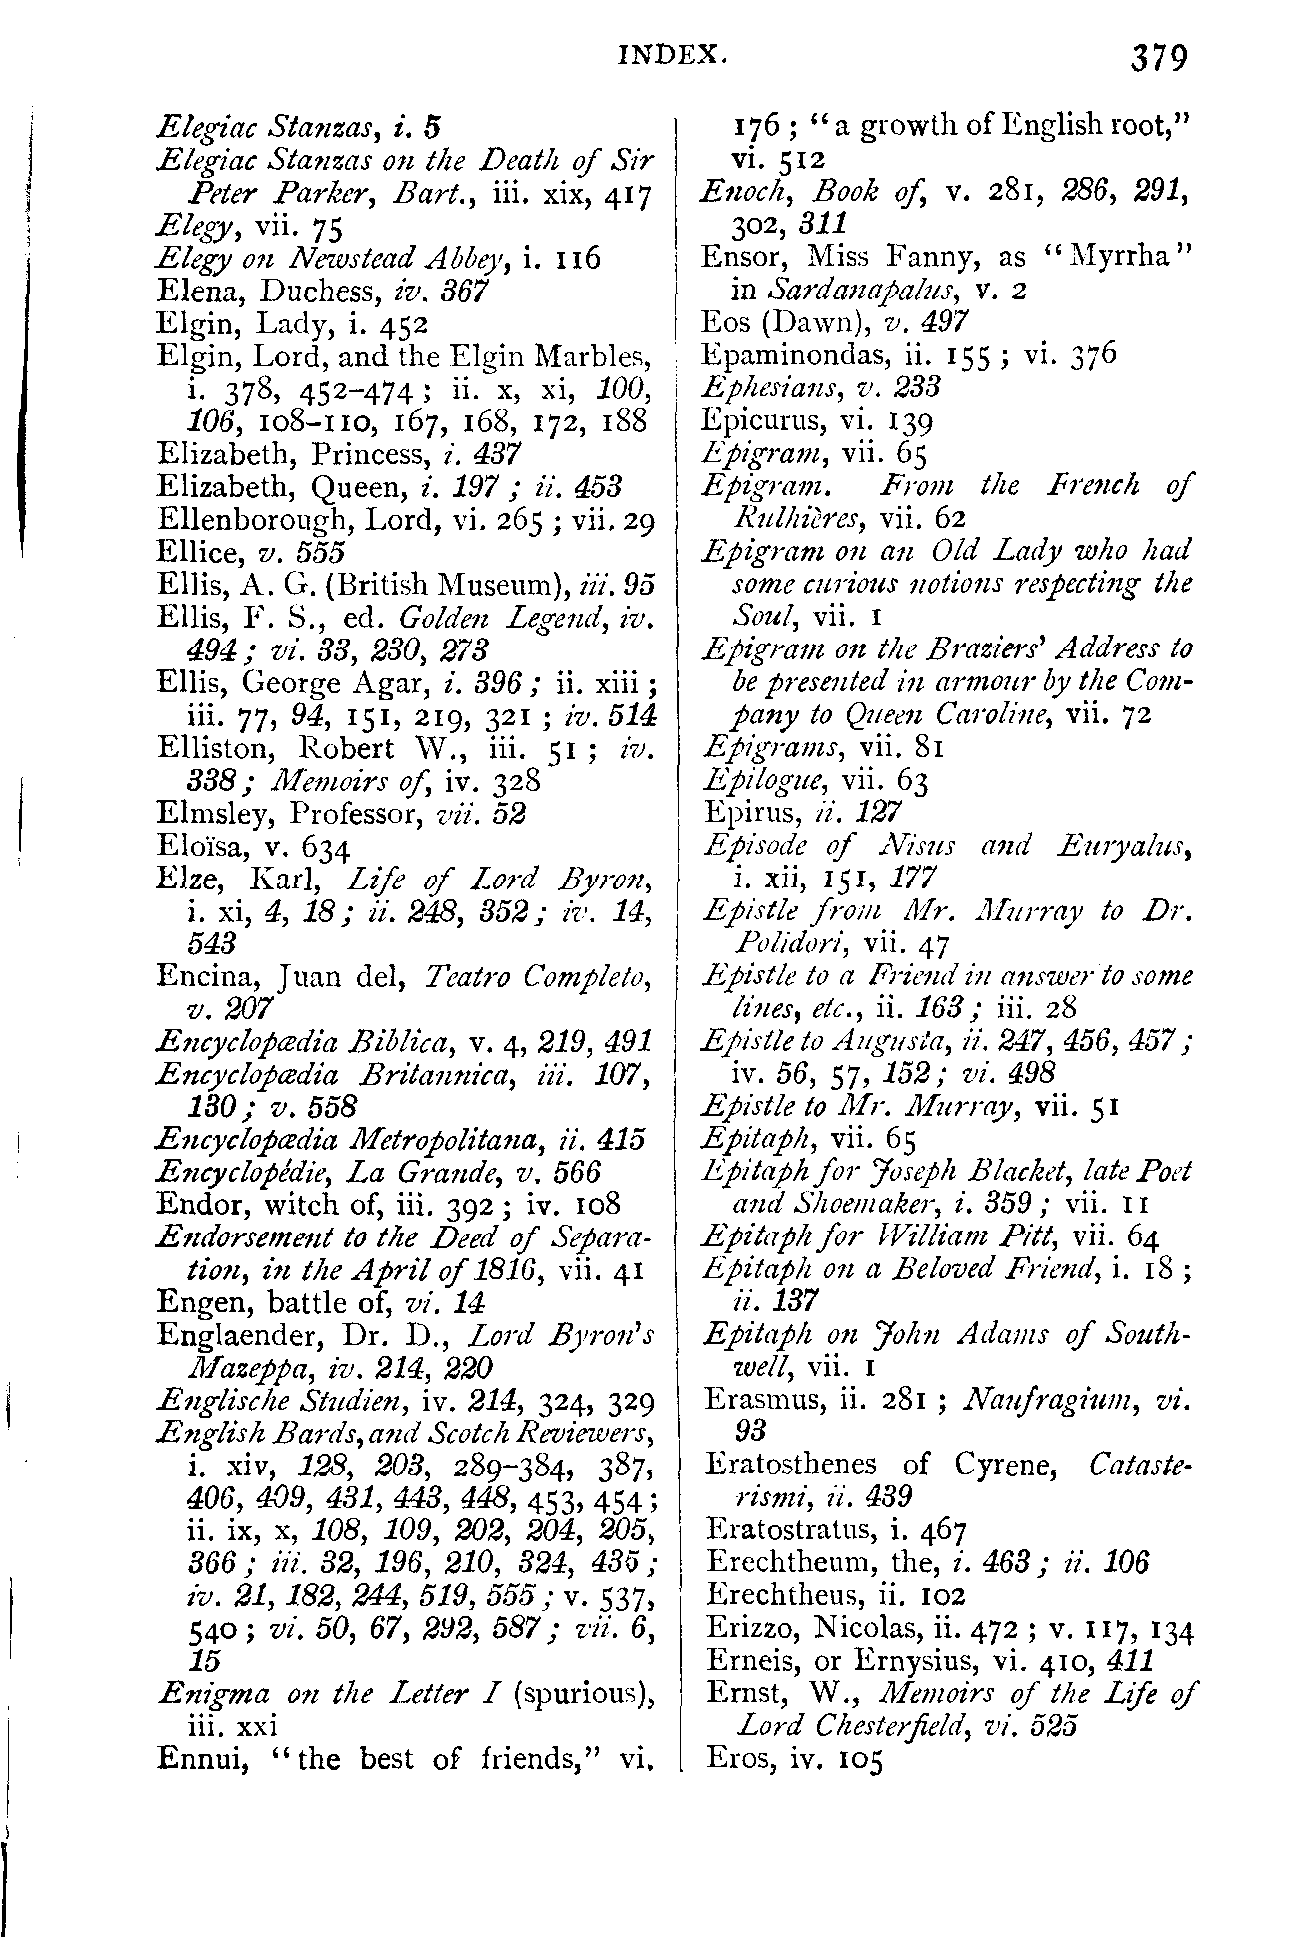 INDEX. 379
Elegiac Stanzas, i. 5
Elegiac Stanzas on the Death of Sir
Peter Parker, Bart., iii. xix, 417
Elegy, vii. 75
Elegy on Newstead Abbey, i. 116
Elena, Duchess, iv. 367
Elgin, Lady, i. 452
Elgin, Lord, and the Elgin Marbles,
i. 378, 452–474; ii. x, xi, 100,
106, 108–110, 167, 168, 172, 188
Elizabeth, Princess, i. 437
Elizabeth, Queen, i. 197; ii. 453
Ellenborough, Lord, vi. 265; vii. 29
Ellice, v. 555
Ellis, A. G. (British Museum), iii. 95
Ellis, F. S., ed. Golden Legend, iv.
494; vi. 33, 230, 273
Ellis, George Agar, i. 396; ii. xiii;
iii. 77, 94, 151, 219, 321; iv. 514
Elliston, Robert W., iii. 51; iv.
338; Memoirs of, iv. 328
Elmsley, Professor, vii. 52
Eloïsa, v. 634
Elze, Karl, Life of Lord Byron,
i. xi, 4, 18; ii. 248, 352; iv. 14,
543
Encina, Juan del, Teatro Completo,
v. 207
Encyclopædia Biblica, v. 4, 219, 491
Encyclopædia Britannica, iii. 107,
130; v. 558
Encyclopædia Metropolitana, ii. 415
Encyclopédie, La Grande, v. 566
Endor, witch of, iii. 392; iv. 108
Endorsement to the Deed of Separa-
tion, in the April of 1816, vii. 41
Engen, battle of, vi. 14
Englaender, Dr. D., Lord Byron's
Mazeppa, iv. 214, 220
Englische Studien, iv. 214, 324, 329
English Bards, and Scotch Reviewers,
i. xiv, 128, 203, 289–384, 387,
406, 409, 431, 443, 448, 453, 454;
ii. ix, x, 108, 109, 202, 204, 205,
366; iii. 32, 196, 210, 324, 435;
iv. 21, 182, 244, 519, 555; v. 537,
540; vi. 50, 67, 292, 587; vii. 6,
15
Enigma on the Letter I (spurious),
iii. xxi
Ennui, "the best of friends," vi.
176; "a growth of English root,"
vi. 512
Enoch, Book of, v. 281, 286, 291,
302, 311
Ensor, Miss Fanny, as "Myrrha"
in Sardanapalus, v. 2
Eos (Dawn), v. 497
Epaminondas, ii. 155; vi. 376
Ephesians, v. 233
Epicurus, vi. 139
Epigram, vii. 65
Epigram. From the French of
Rulhières, vii. 62
Epigram on an Old Lady who had
some curious notions respecting the
Soul, vii. 1
Epigram on the Braziers' Address to
be presented in armour by the Com-
pany to Queen Caroline, vii. 72
Epigrams, vii. 81
Epilogue, vii. 63
Epirus, ii. 127
Episode of Nisus and Euryalus,
i. xii, 151, 177
Epistle from Mr. Murray to Dr.
Polidori, vii. 47
Epistle to a Friend in answer to some
lines, etc., ii. 163; iii. 28
Epistle to Augusta, ii. 247, 456, 457;
iv. 56, 57, 152; vi. 498
Epistle to Mr. Murray, vii. 51
Epitaph, vii. 65
Epitaph for Joseph Blacket, late Poet
and Shoemaker, i. 359; vii. 11
Epitaph for William Pitt, vii. 64
Epitaph on a Beloved Friend, i. 18;
ii. 137
Epitaph on John Adams of South-
well, vii. 1
Erasmus, ii. 281; Naufragium, vi.
93
Eratosthenes of Cyrene, Cataste-
rismi, ii. 439
Eratostratus, i. 467
Erechtheum, the, i. 463; ii. 106
Erechtheus, ii. 102
Erizzo, Nicolas, ii. 472; v. 117, 134
Erneis, or Ernysius, vi. 410, 411
Ernst, W., Memoirs of the Life of
Lord Chesterfield, vi. 525
Eros, iv. 105